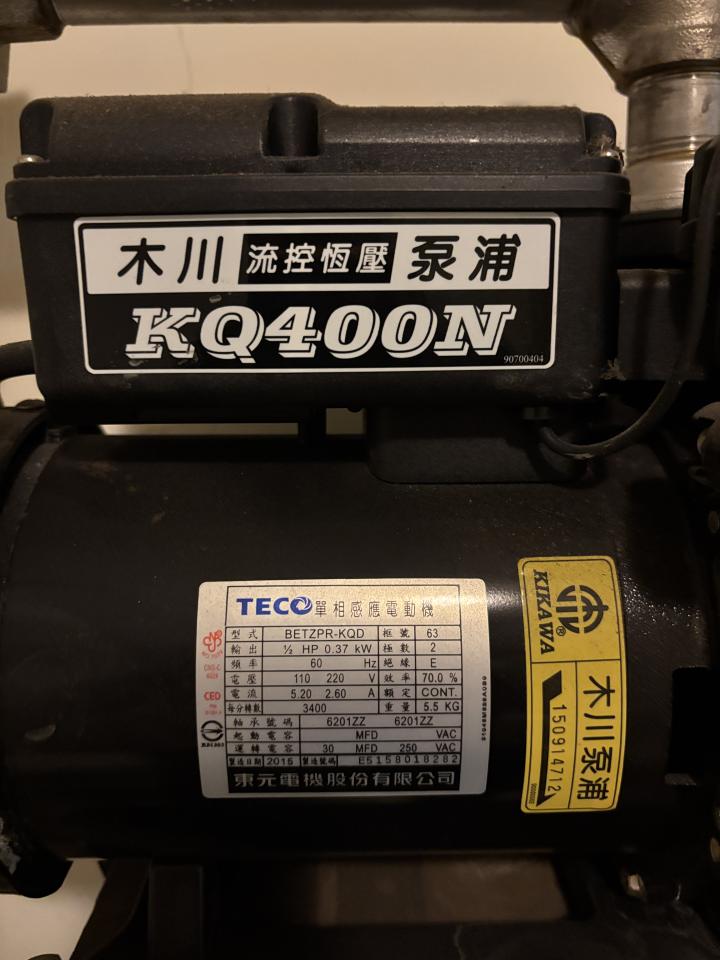 木川 流控恆壓 泵浦
KQ400N
90700404
TECO 單相感應電動機
型式 BETZPR-KQD 框號 63
輸出 ½ HP 0.37 kW 極數 2
頻率 60 Hz 絕緣 E
電壓 110 220 V 效率 70.0 %
電流 5.20 2.60 A 額定 CONT.
每分轉數 3400 重量 5.5 KG
軸承號碼 6201ZZ 6201ZZ
起動電容 MFD VAC
運轉電容 30 MFD 250 VAC
製造日期 2015 製造號碼 E5158018282
東元電機股份有限公司
CNS-C
CED
KIKAWA®
木川泵浦
150914712